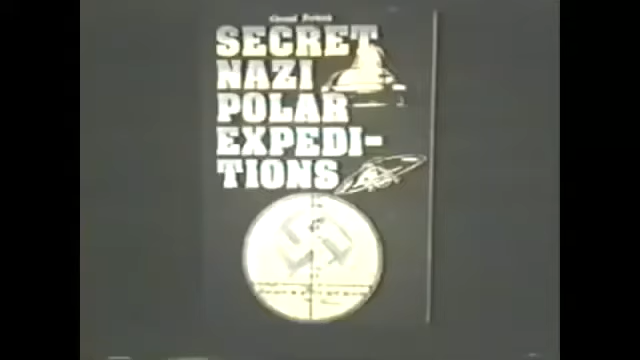 SECRET
NAZI
POLAR
EXPEDI-
TIONS